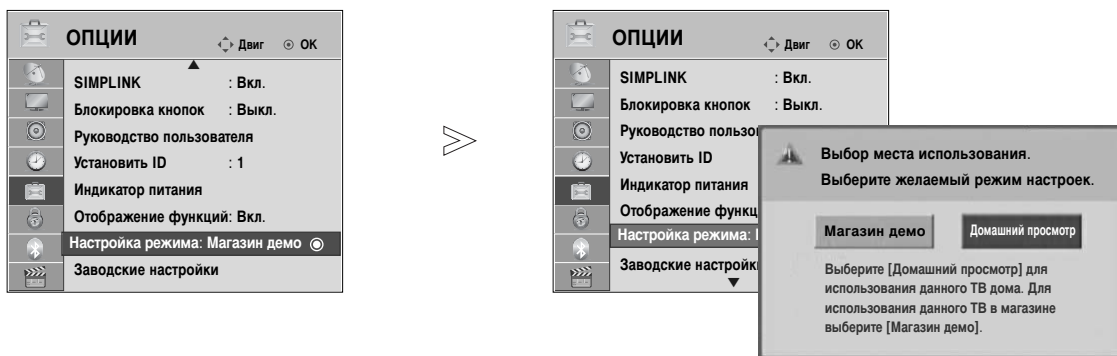 ОПЦИИ
Двиг OK
SIMPLINK : Вкл.
Блокировка кнопок : Выкл.
Руководство пользователя
Установить ID : 1
Индикатор питания
Отображение функций: Вкл.
Настройка режима: Магазин демо
Заводские настройки
ОПЦИИ
Двиг OK
SIMPLINK : Вкл.
Блокировка кнопок : Выкл.
Руководство пользо
Установить ID
Индикатор питания
Отображение функц
Настройка режима:
Заводские настройк
Выбор места использования.
Выберите желаемый режим настроек.
Магазин демо Домашний просмотр
Выберите [Домашний просмотр] для
использования данного ТВ дома. Для
использования данного ТВ в магазине
выберите [Магазин демо].